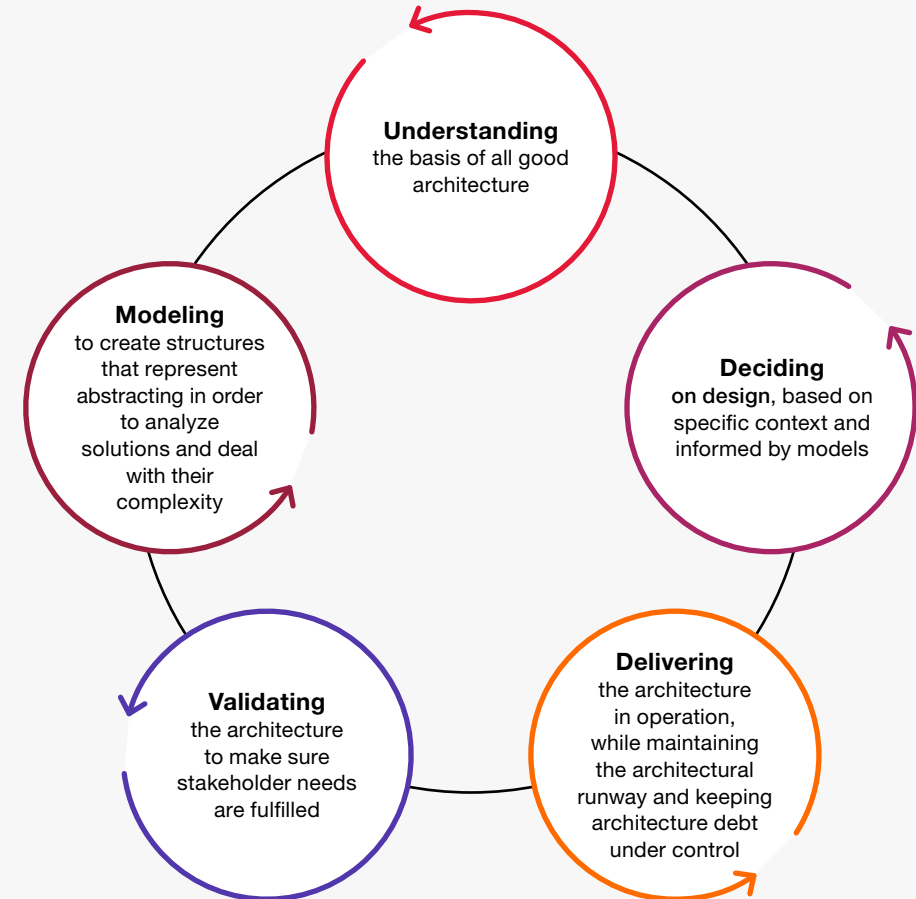 Understanding
the basis of all good
architecture
Modeling
to create structures
that represent
abstracting in order
to analyze
solutions and deal
with their
complexity
Deciding
on design, based on
specific context and
informed by models
Validating
the architecture
to make sure
stakeholder needs
are fulfilled
Delivering
the architecture
in operation,
while maintaining
the architectural
runway and keeping
architecture debt
under control